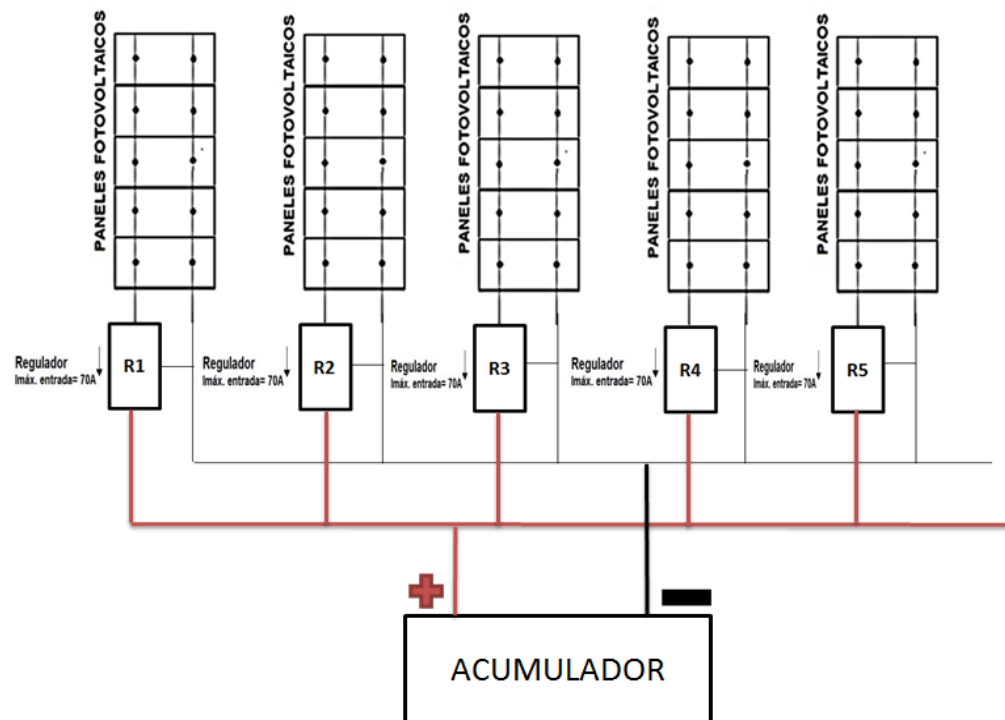 PANELES FOTOVOLTAICOS
PANELES FOTOVOLTAICOS
PANELES FOTOVOLTAICOS
PANELES FOTOVOLTAICOS
PANELES FOTOVOLTAICOS
Regulador
Imáx. entrada= 70A
R1
Regulador
Imáx. entrada= 70A
R2
Regulador
Imáx. entrada= 70A
R3
Regulador
Imáx. entrada= 70A
R4
Regulador
Imáx. entrada= 70A
R5
ACUMULADOR